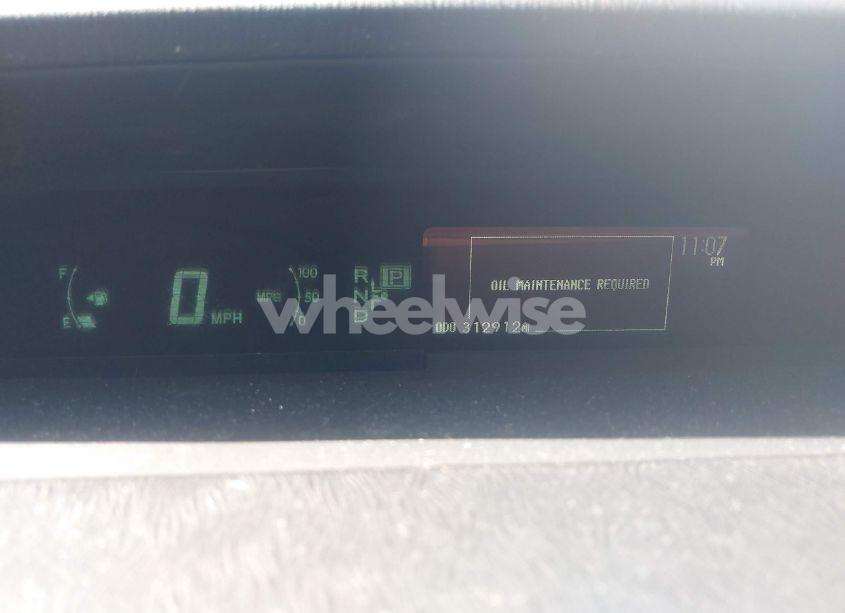 F
E
0 MPH
MPG
100
50
0
R P
N
D
OIL MAINTENANCE REQUIRED
ODO 312912
11:07
PM
wheelwise